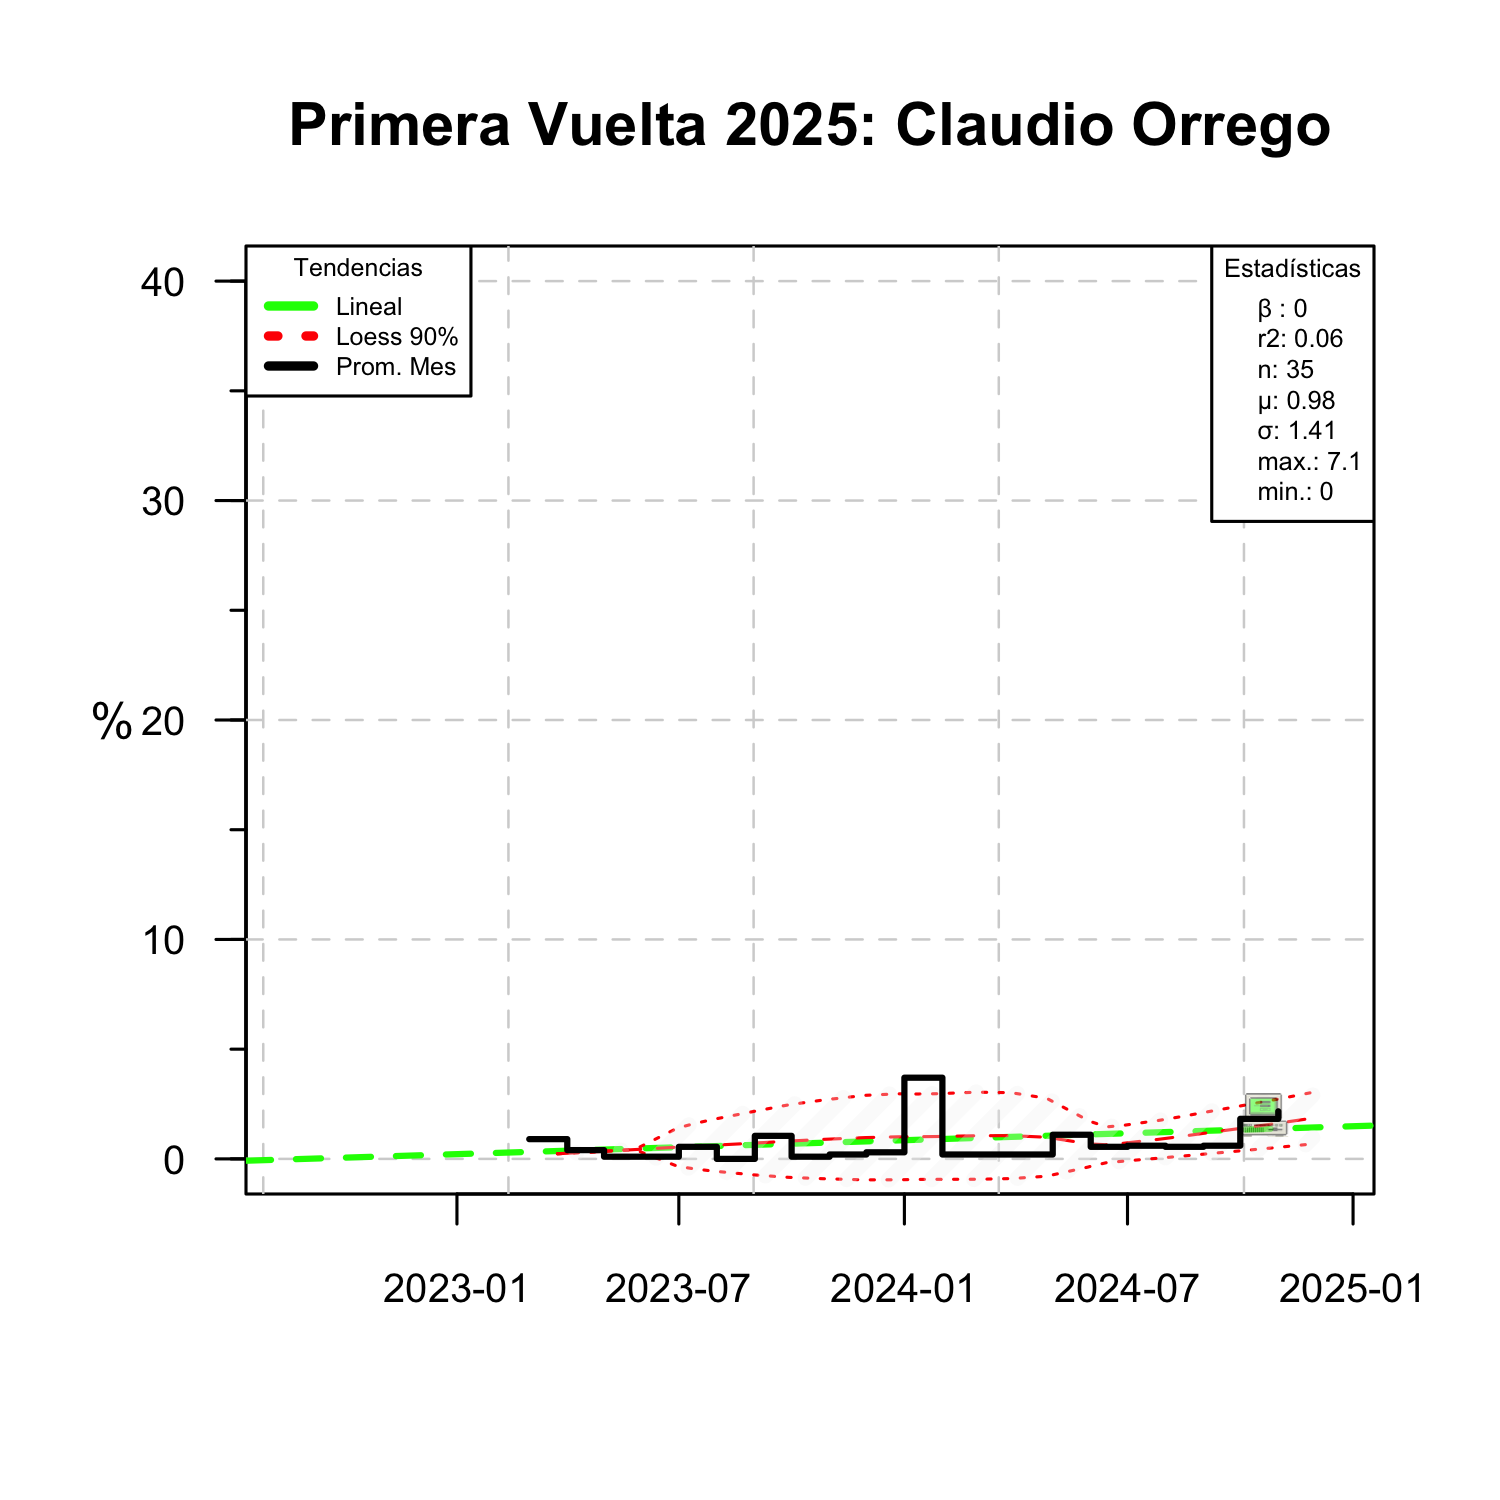 Primera Vuelta 2025: Claudio Orrego
Tendencias
Lineal
Loess 90%
Prom. Mes
Estadísticas
β : 0
r2: 0.06
n: 35
μ: 0.98
σ: 1.41
max.: 7.1
min.: 0
40
30
% 20
10
0
2023-01 2023-07 2024-01 2024-07 2025-01